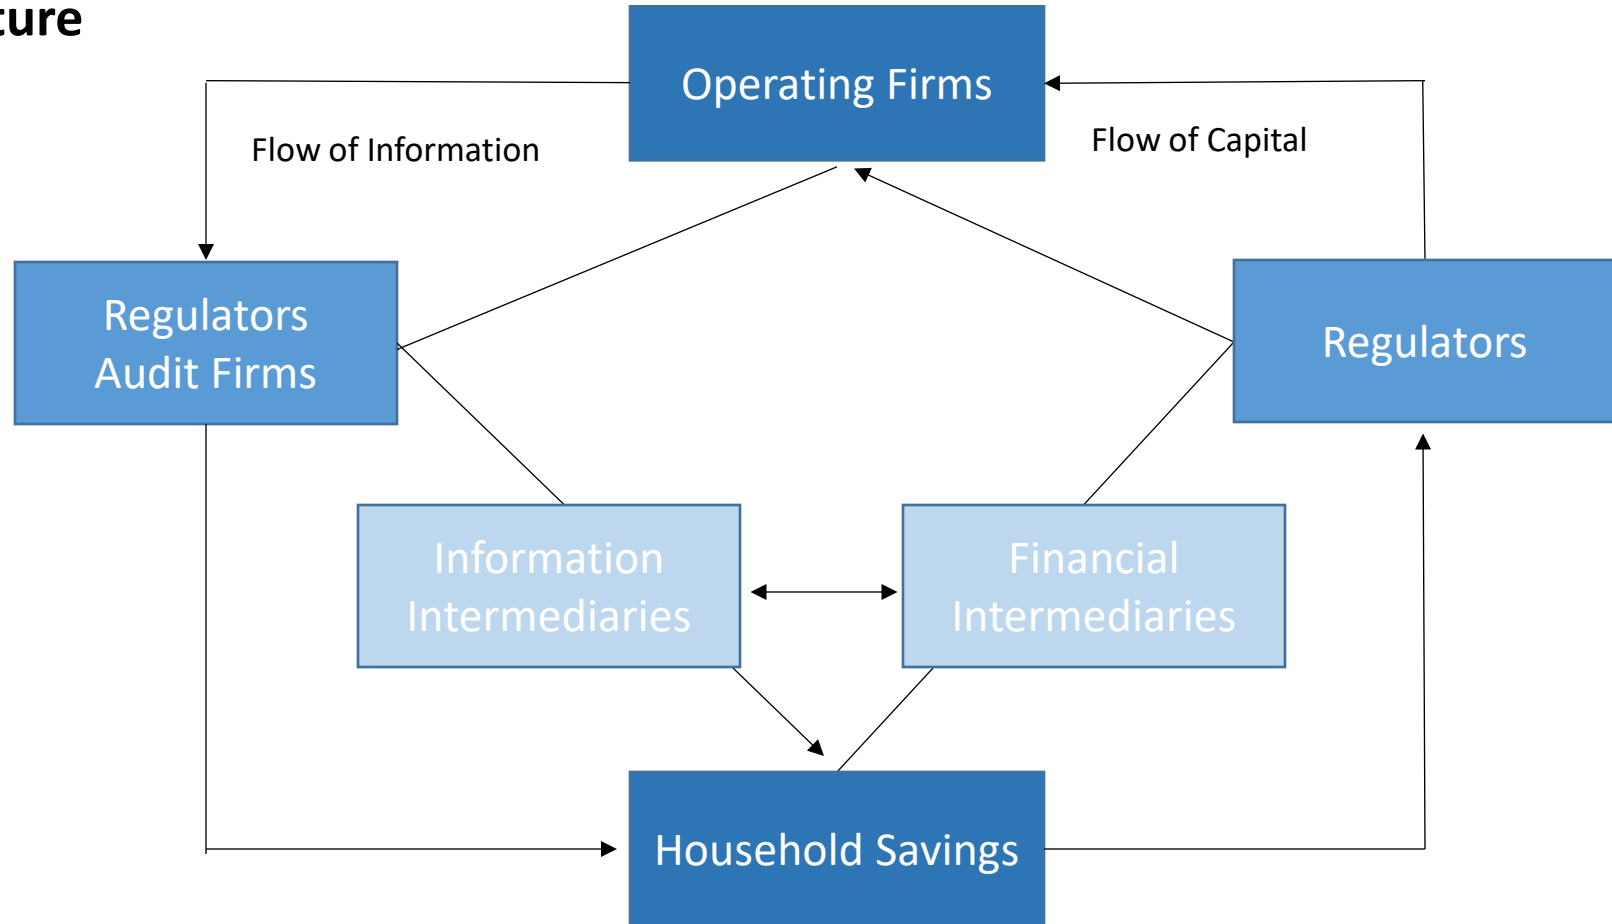 ture
Operating Firms
Flow of Information
Flow of Capital
Regulators
Audit Firms
Regulators
Information
Intermediaries
Financial
Intermediaries
Household Savings